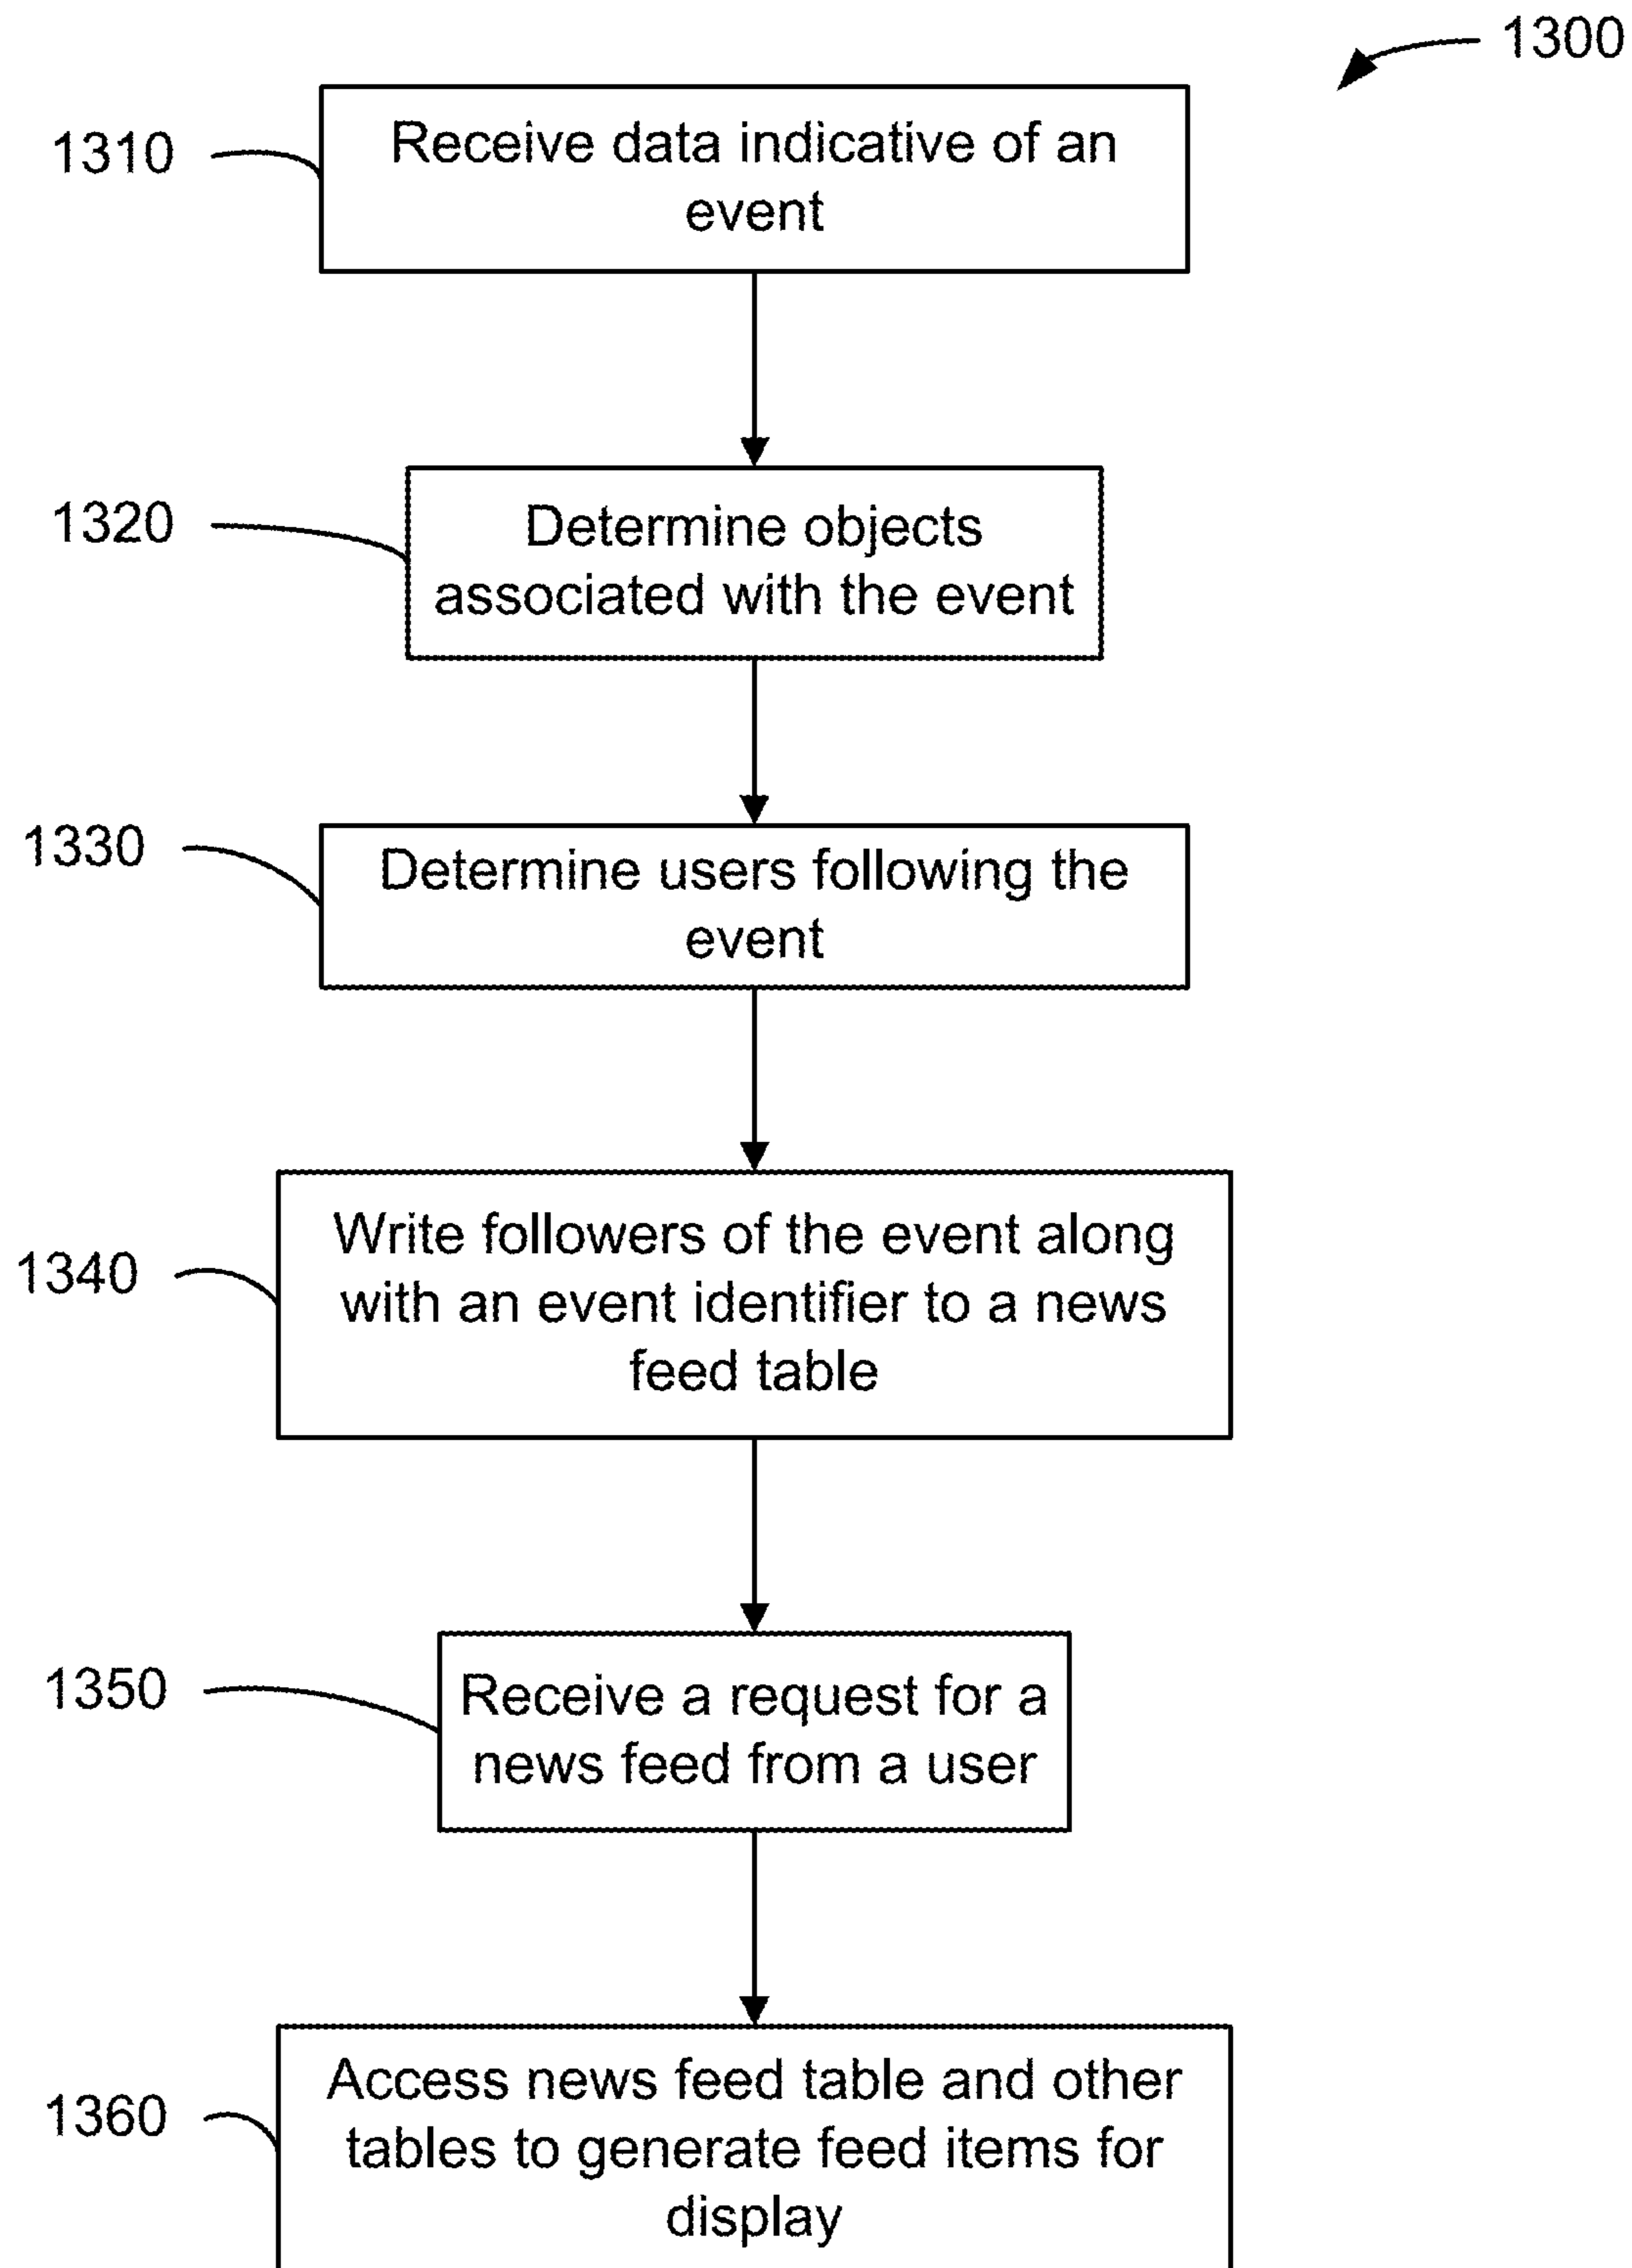 1300
1310
Receive data indicative of an
event
1320
Determine objects
associated with the event
1330
Determine users following the
event
1340
Write followers of the event along
with an event identifier to a news
feed table
1350
Receive a request for a
news feed from a user
1360
Access news feed table and other
tables to generate feed items for
display